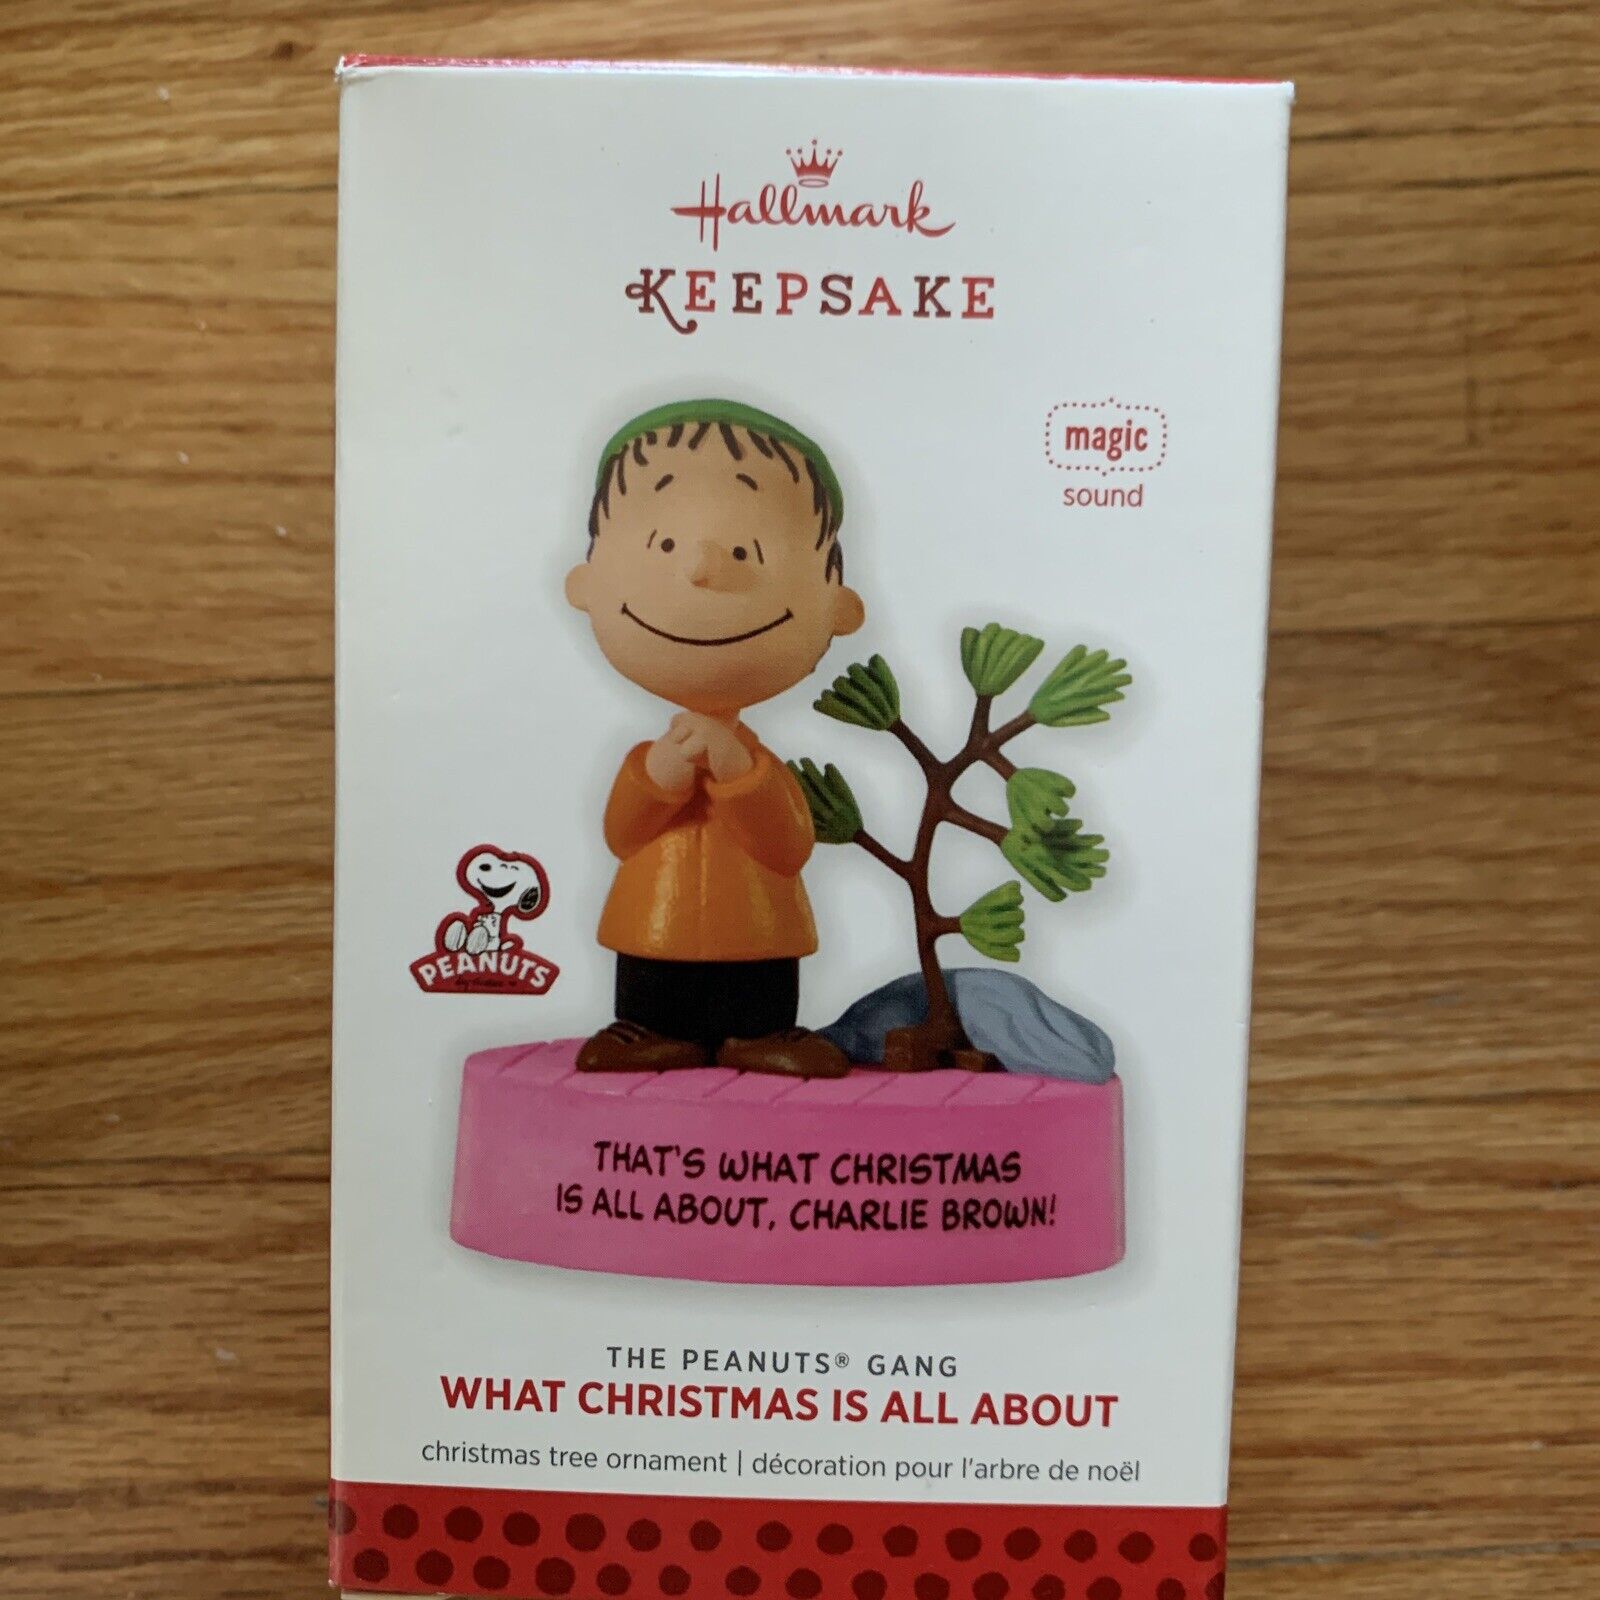 Hallmark
KEEPSAKE
magic
sound
PEANUTS
THAT'S WHAT CHRISTMAS
IS ALL ABOUT, CHARLIE BROWN!
THE PEANUTS® GANG
WHAT CHRISTMAS IS ALL ABOUT
christmas tree ornament | décoration pour l'arbre de noël